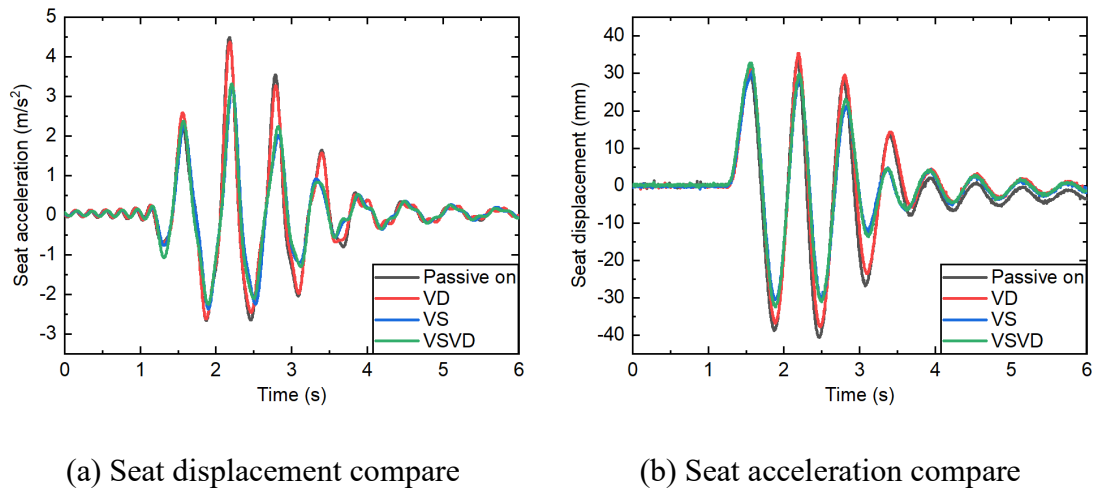 5
4
3
2
1
0
-1
-2
-3
Seat acceleration (m/s²)
0 1 2 3 4 5 6
Time (s)
Passive on
VD
VS
VSVD
40
30
20
10
0
-10
-20
-30
-40
Seat displacement (mm)
0 1 2 3 4 5 6
Time (s)
Passive on
VD
VS
VSVD
(a) Seat displacement compare
(b) Seat acceleration compare